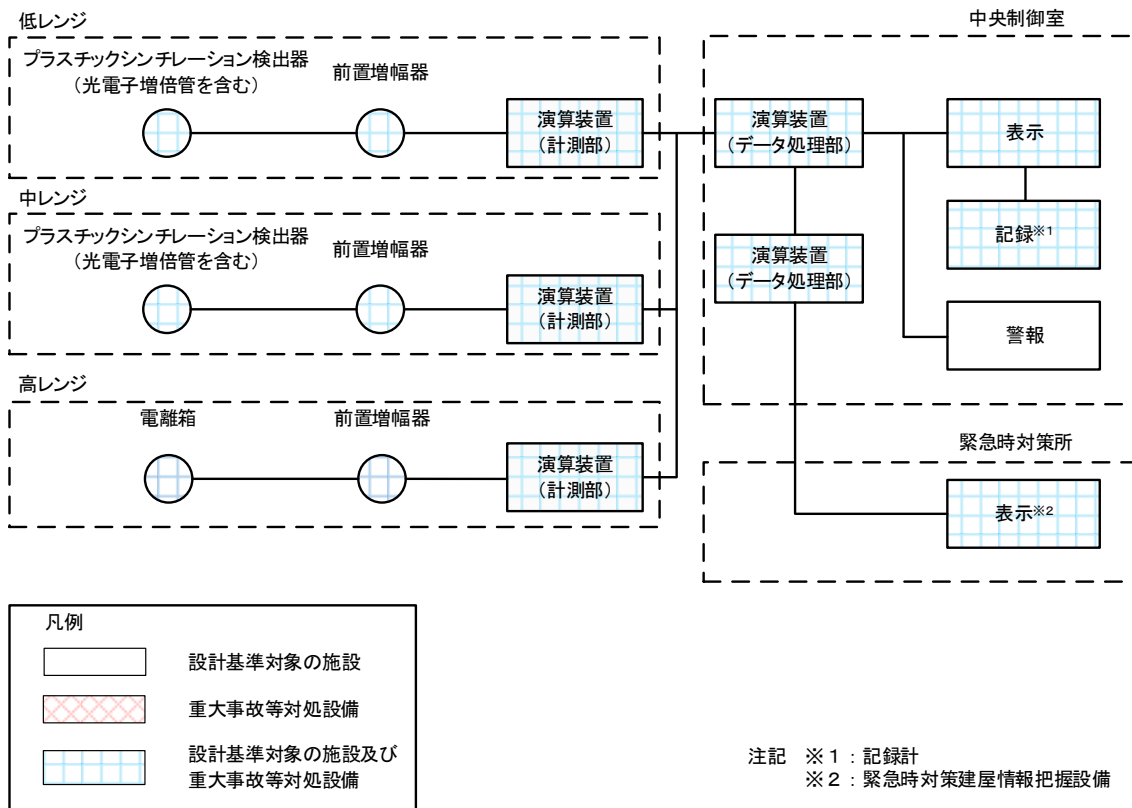 低レンジ
プラスチックシンチレーション検出器
（光電子増倍管を含む）
前置増幅器
演算装置
（計測部）
中レンジ
プラスチックシンチレーション検出器
（光電子増倍管を含む）
前置増幅器
演算装置
（計測部）
高レンジ
電離箱
前置増幅器
演算装置
（計測部）
中央制御室
演算装置
（データ処理部）
表示
記録※1
演算装置
（データ処理部）
警報
緊急時対策所
表示※2
凡例
設計基準対象の施設
重大事故等対処設備
設計基準対象の施設及び
重大事故等対処設備
注記　※１：記録計
※２：緊急時対策建屋情報把握設備